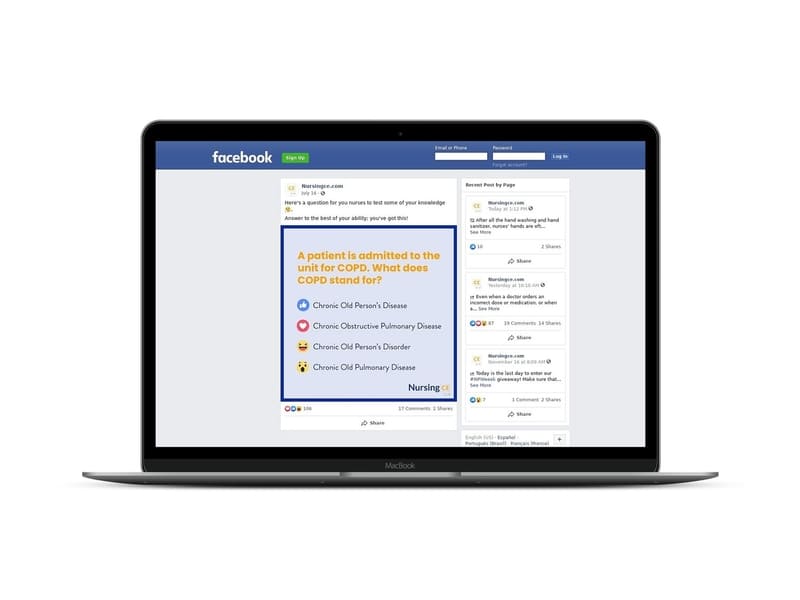 facebook
Sign Up
Email or Phone
Password
Log In
Forgot account?
Nursingce.com
July 16
Here's a question for you nurses to test some of your knowledge
Answer to the best of your ability; you've got this!
A patient is admitted to the
unit for COPD. What does
COPD stand for?
Chronic Old Person's Disease
Chronic Obstructive Pulmonary Disease
Chronic Old Person's Disorder
Chronic Old Pulmonary Disease
Nursing CE
106
17 Comments 2 Shares
Share
Recent Post by Page
Nursingce.com
Today at 1:12 PM
After all the hand washing and hand
sanitizer, nurses' hands are oft...
See More
10
2 Shares
Share
Nursingce.com
Yesterday at 10:16 AM
Even when a doctor orders an
incorrect dose or medication, or when
a... See More
67
19 Comments 14 Shares
Share
Nursingce.com
November 16 at 8:09 AM
Today is the last day to enter our
#NPWeek giveaway! Make sure that...
See More
7
1 Comment 2 Shares
Share
English (US) · Español ·
Português (Brasil) · Français (France)
MacBook